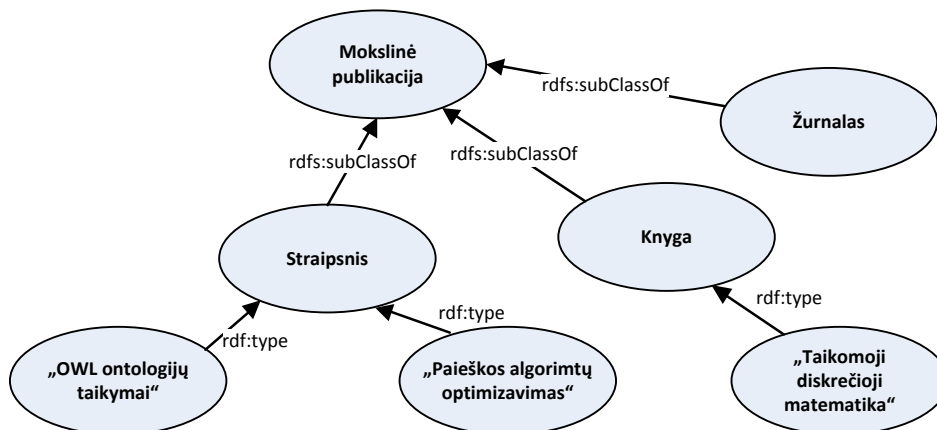 Mokslinė
publikacija
rdfs:subClassOf
Žurnalas
rdfs:subClassOf
rdfs:subClassOf
Straipsnis
Knyga
rdf:type
rdf:type
rdf:type
„OWL ontologijų
taikymai“
„Paieškos algorimtų
optimizavimas“
„Taikomoji
diskrečioji
matematika“